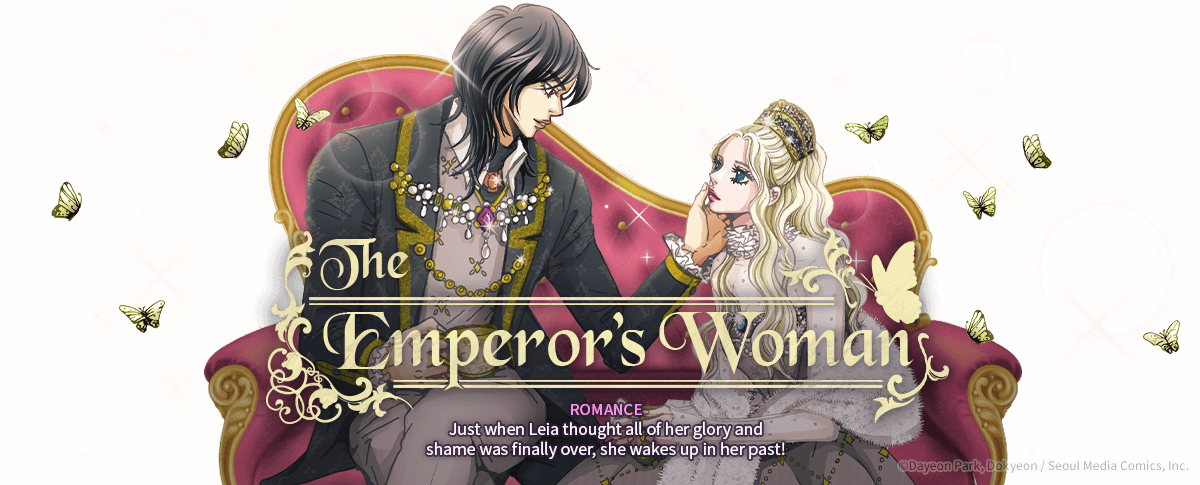 The
Emperor's Woman
ROMANCE
Just when Leia thought all of her glory and
shame was finally over, she wakes up in her past!
©Dayeon Park, Dokyeon / Seoul Media Comics, Inc.